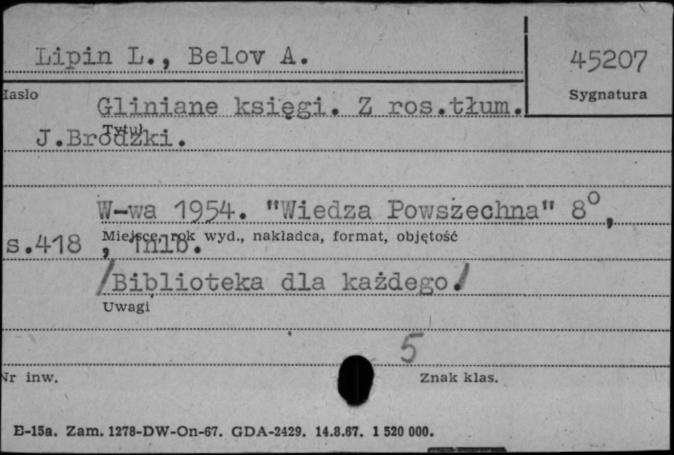 Lipin L., Belov A.
45207
Hasło
Sygnatura
Gliniane księgi. Z ros.tłum.
Tytuł
J.Brodzki.
W-wa 1954. "Wiedza Powszechna" 8°,
Miejsce, rok wyd., nakładca, format, objętość
s.418, 1nlb.
/Biblioteka dla każdego./
Uwagi
5
Nr inw.
Znak klas.
E-15a. Zam. 1278-DW-On-67. GDA-2429. 14.8.67. 1 520 000.